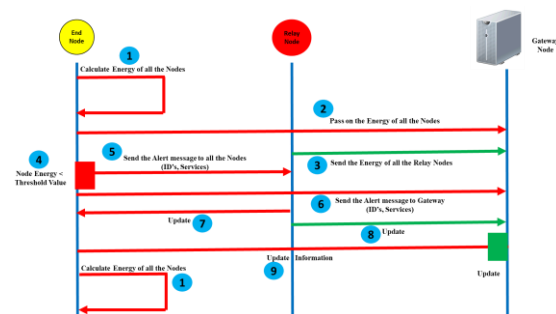 End
Node
Relay
Node
Gateway
Node
1
Calculate Energy of all the Nodes
2
Pass on the Energy of all the Nodes
5
Send the Alert message to all the Nodes
(ID's, Services)
4
Node Energy <
Threshold Value
3
Send the Energy of all the Relay Nodes
6
Send the Alert message to Gateway
(ID's, Services)
Update
7
8
Update
Update Information
9
Calculate Energy of all the Nodes
1
Update